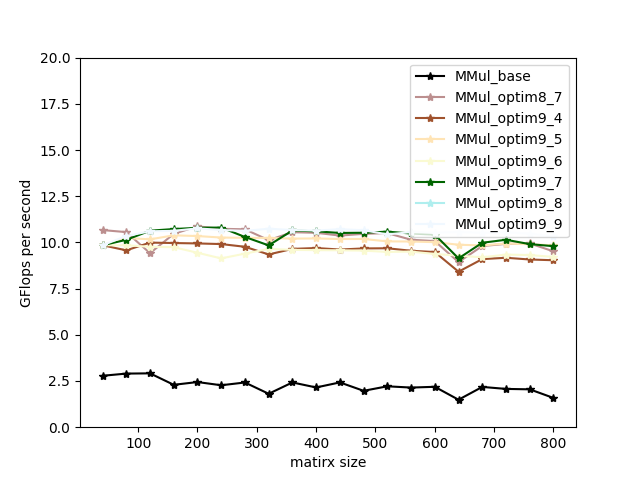 20.0
17.5
15.0
12.5
10.0
7.5
5.0
2.5
0.0
GFlops per second
MMul_base
MMul_optim8_7
MMul_optim9_4
MMul_optim9_5
MMul_optim9_6
MMul_optim9_7
MMul_optim9_8
MMul_optim9_9
100 200 300 400 500 600 700 800
matirx size